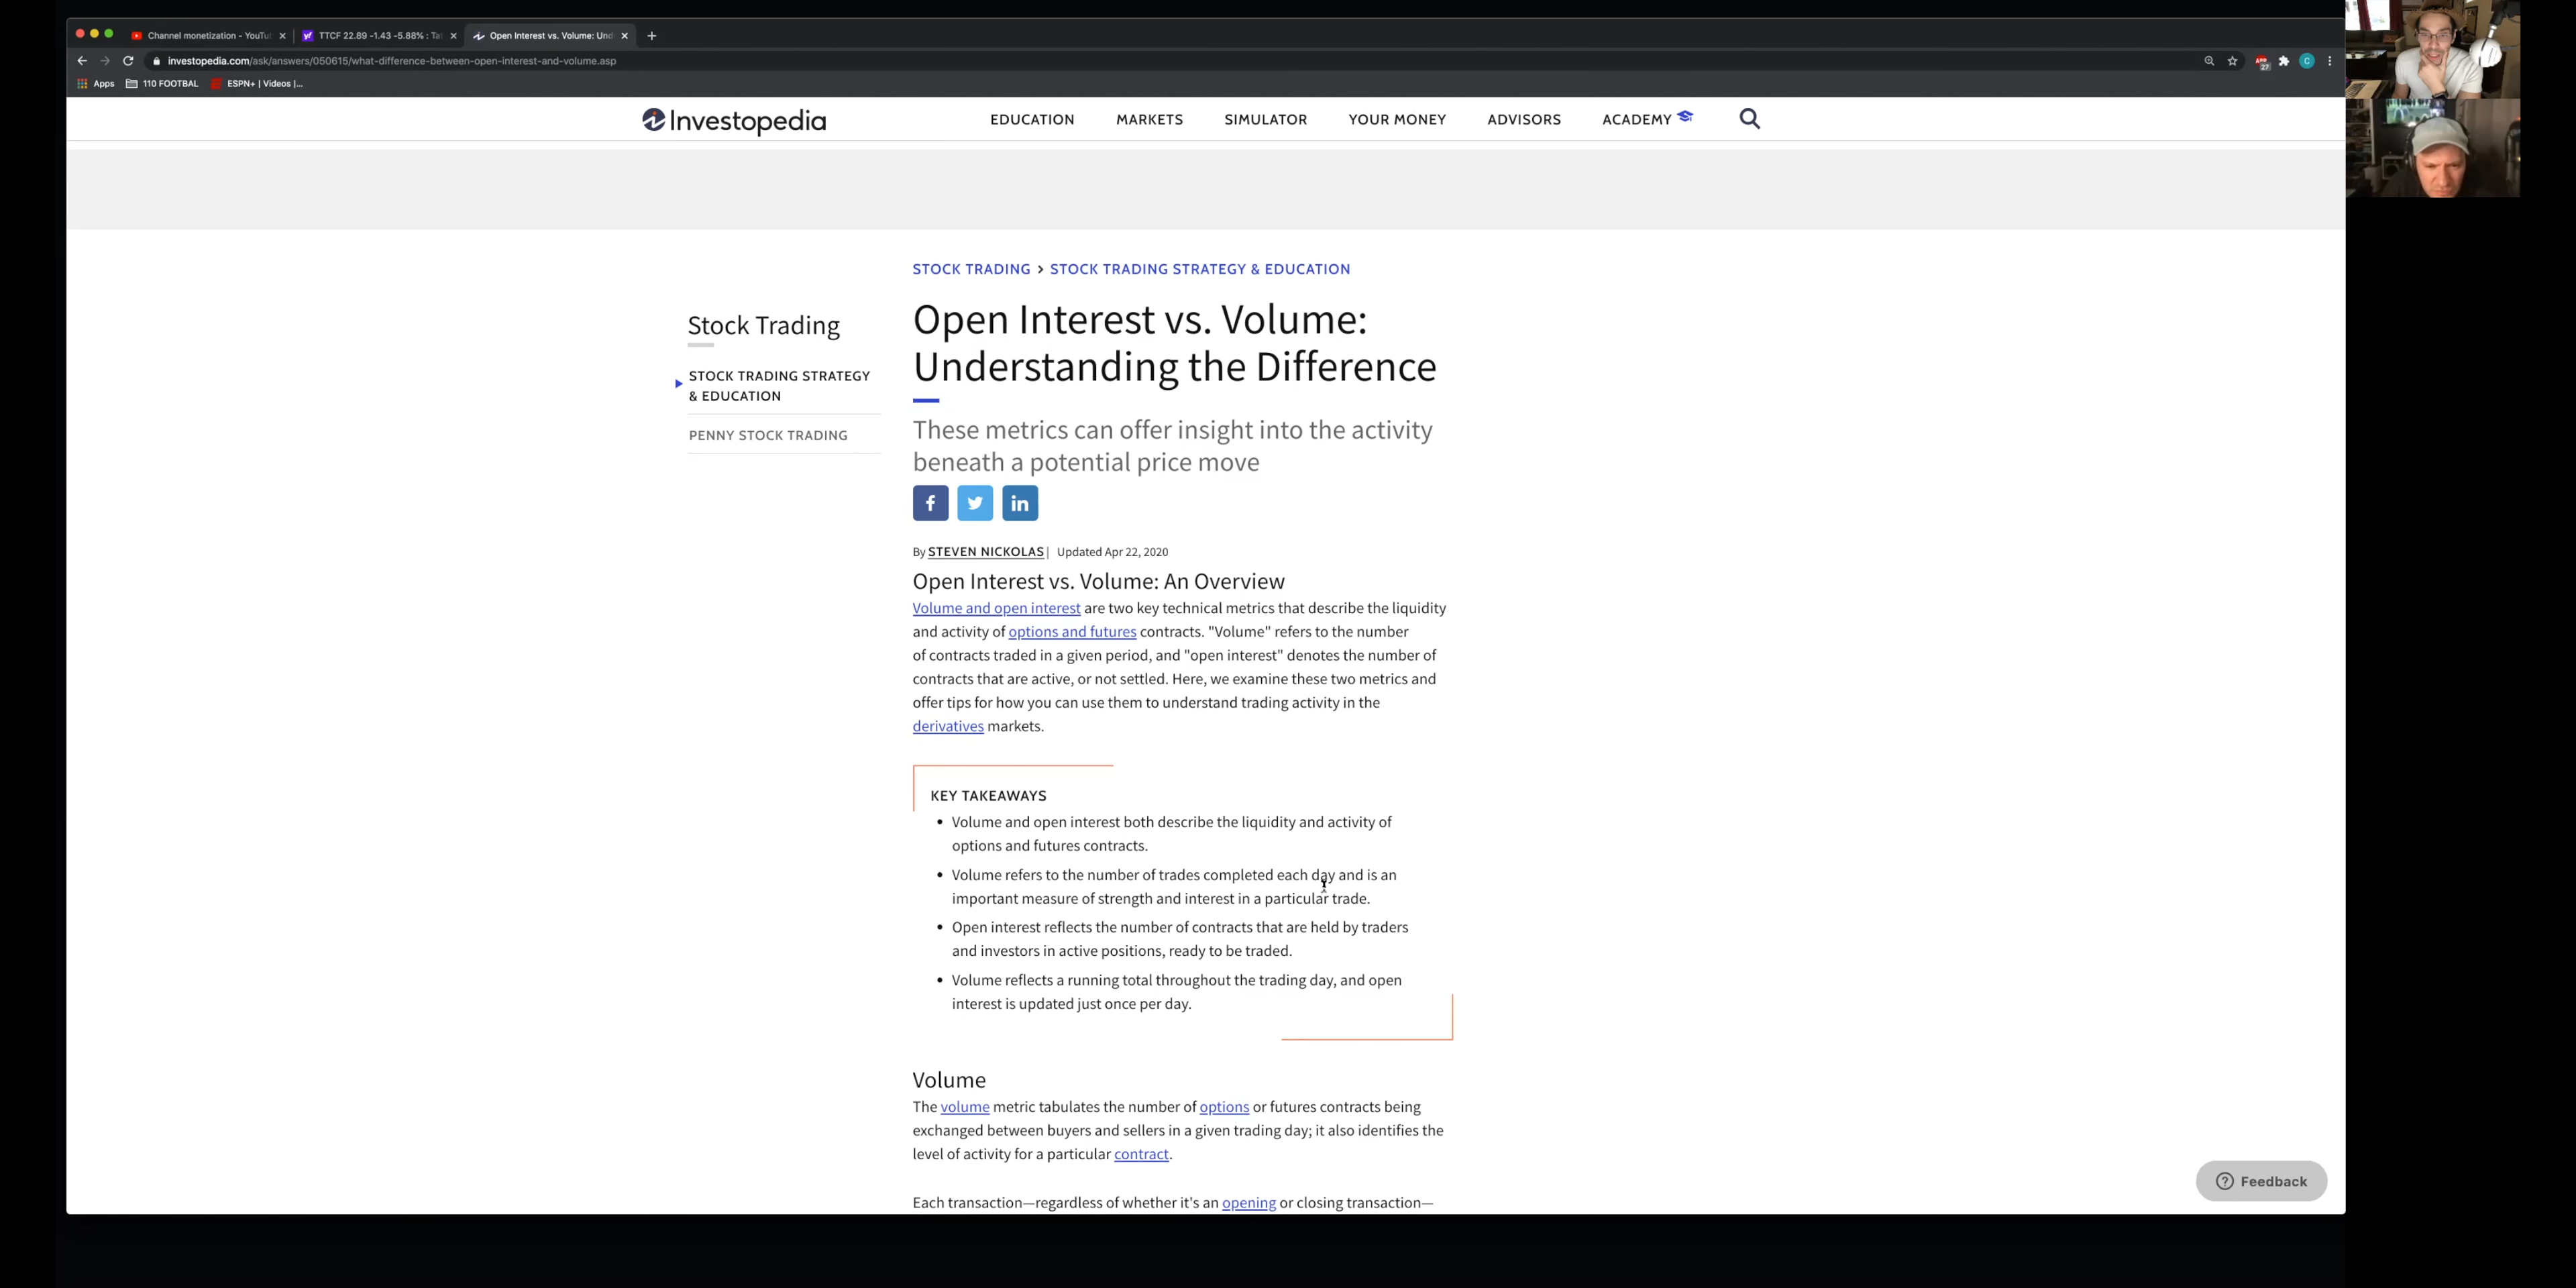 Channel monetization - YouTu
TTCF 22.89 -1.43 -5.88% : Ta
Open Interest vs. Volume: Und
investopedia.com/ask/answers/050615/what-difference-between-open-interest-and-volume.asp
27
C
Apps
110 FOOTBAL
ESPN+ | Videos |...
Investopedia
EDUCATION
MARKETS
SIMULATOR
YOUR MONEY
ADVISORS
ACADEMY
STOCK TRADING > STOCK TRADING STRATEGY & EDUCATION
Stock Trading
STOCK TRADING STRATEGY
& EDUCATION
PENNY STOCK TRADING
Open Interest vs. Volume:
Understanding the Difference
These metrics can offer insight into the activity
beneath a potential price move
By STEVEN NICKOLAS | Updated Apr 22, 2020
Open Interest vs. Volume: An Overview
Volume and open interest are two key technical metrics that describe the liquidity
and activity of options and futures contracts. "Volume" refers to the number
of contracts traded in a given period, and "open interest" denotes the number of
contracts that are active, or not settled. Here, we examine these two metrics and
offer tips for how you can use them to understand trading activity in the
derivatives markets.
KEY TAKEAWAYS
• Volume and open interest both describe the liquidity and activity of
options and futures contracts.
• Volume refers to the number of trades completed each day and is an
important measure of strength and interest in a particular trade.
• Open interest reflects the number of contracts that are held by traders
and investors in active positions, ready to be traded.
• Volume reflects a running total throughout the trading day, and open
interest is updated just once per day.
Volume
The volume metric tabulates the number of options or futures contracts being
exchanged between buyers and sellers in a given trading day; it also identifies the
level of activity for a particular contract.
Each transaction—regardless of whether it's an opening or closing transaction—
Feedback